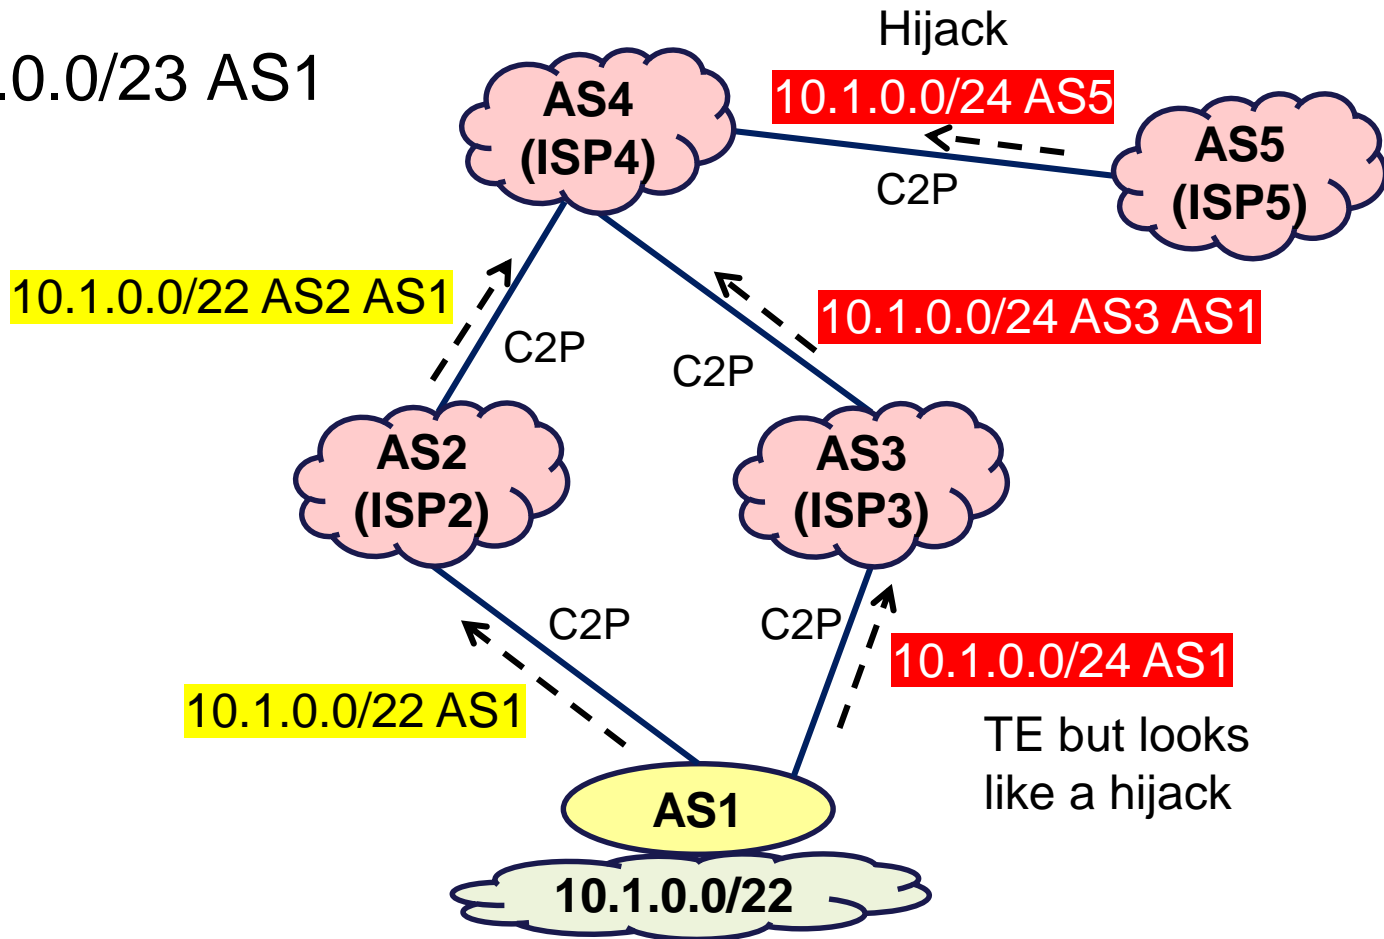 Hijack
.0.0/23 AS1
10.1.0.0/24 AS5
AS4
(ISP4)
AS5
(ISP5)
C2P
10.1.0.0/22 AS2 AS1
10.1.0.0/24 AS3 AS1
C2P
C2P
AS2
(ISP2)
AS3
(ISP3)
C2P
C2P
10.1.0.0/24 AS1
10.1.0.0/22 AS1
TE but looks
like a hijack
AS1
10.1.0.0/22